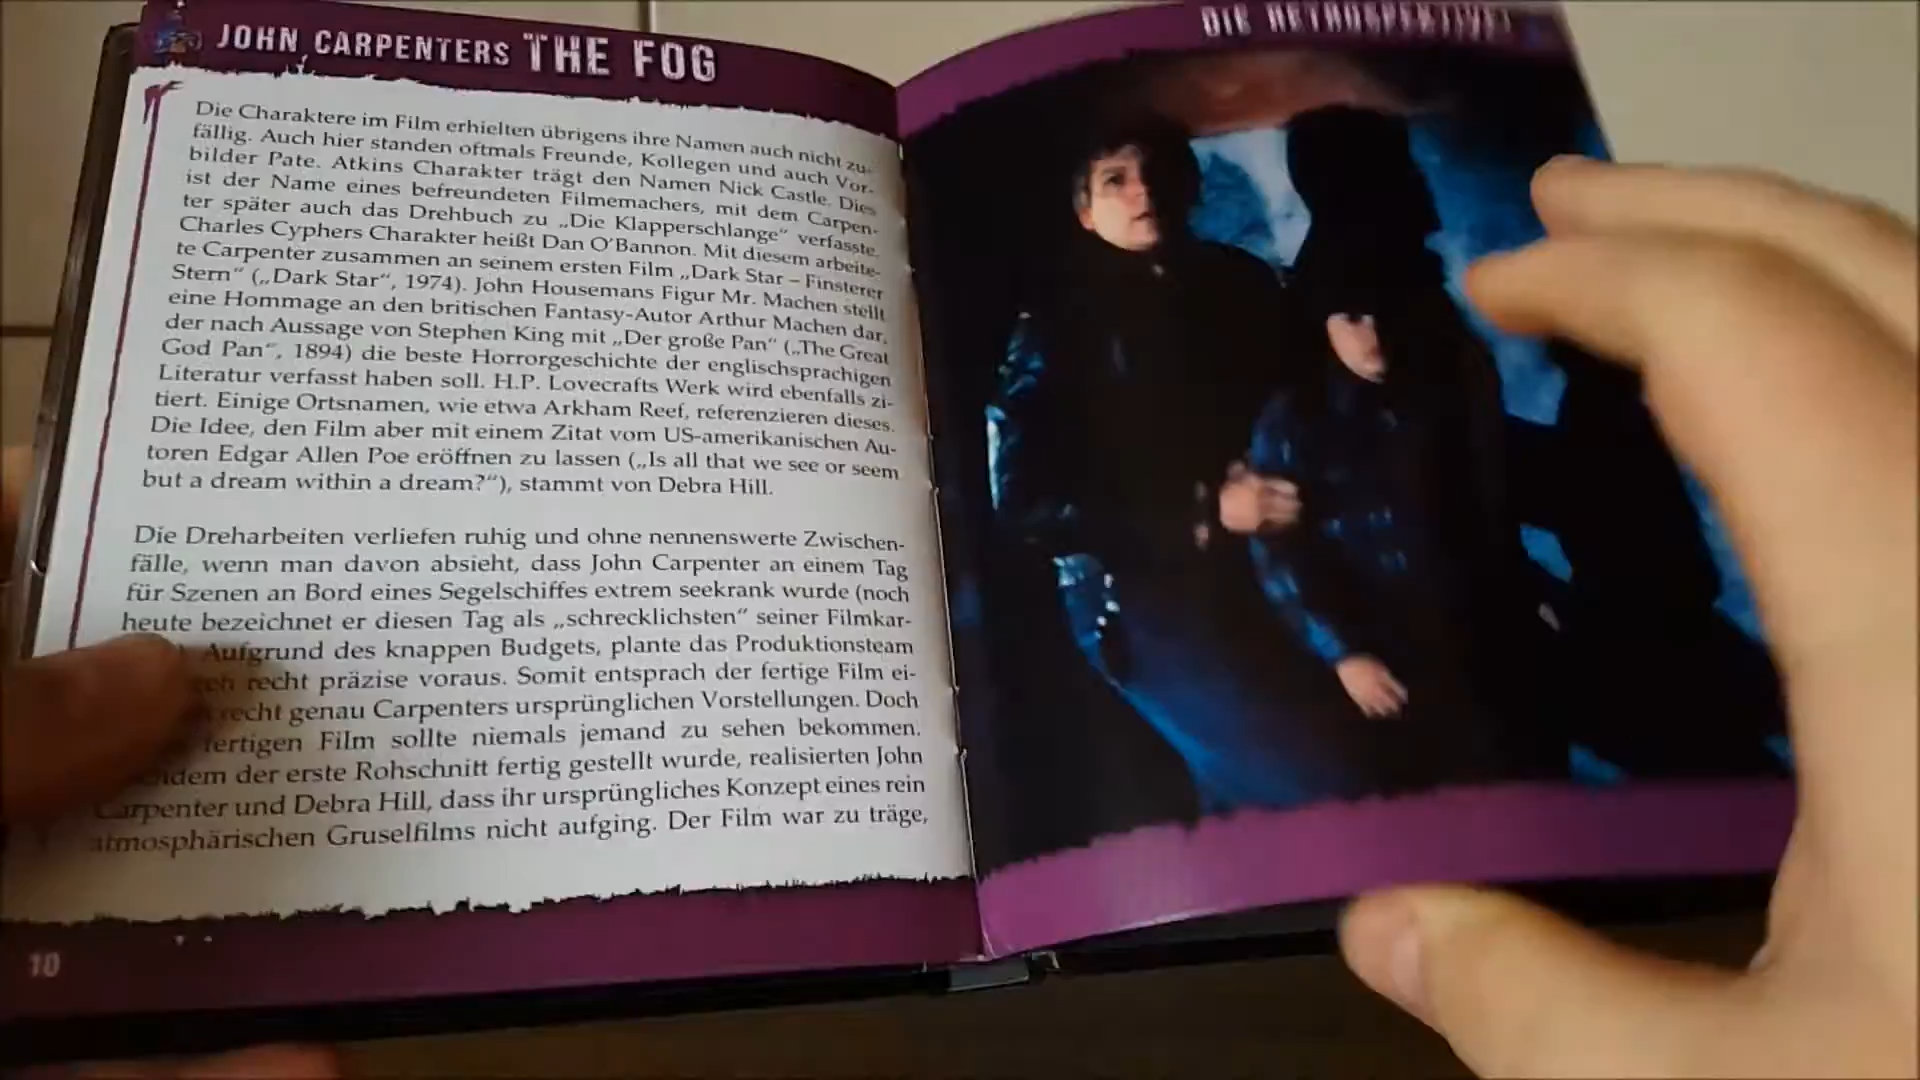 JOHN CARPENTERS THE FOG
Die Charaktere im Film erhielten übrigens ihre Namen auch nicht zu-
fällig. Auch hier standen oftmals Freunde, Kollegen und auch Vor-
bilder Pate. Atkins Charakter trägt den Namen Nick Castle. Dies
ist der Name eines befreundeten Filmemachers, mit dem Carpen-
ter später auch das Drehbuch zu „Die Klapperschlange“ verfasste.
Charles Cyphers Charakter heißt Dan O'Bannon. Mit diesem arbeite-
te Carpenter zusammen an seinem ersten Film „Dark Star – Finsterer
Stern“ („Dark Star“, 1974). John Housemans Figur Mr. Machen stellt
eine Hommage an den britischen Fantasy-Autor Arthur Machen dar,
der nach Aussage von Stephen King mit „Der große Pan“ („The Great
God Pan“, 1894) die beste Horrorgeschichte der englischsprachigen
Literatur verfasst haben soll. H.P. Lovecrafts Werk wird ebenfalls zi-
tiert. Einige Ortsnamen, wie etwa Arkham Reef, referenzieren dieses.
Die Idee, den Film aber mit einem Zitat vom US-amerikanischen Au-
toren Edgar Allen Poe eröffnen zu lassen („Is all that we see or seem
but a dream within a dream?“), stammt von Debra Hill.
Die Dreharbeiten verliefen ruhig und ohne nennenswerte Zwischen-
fälle, wenn man davon absieht, dass John Carpenter an einem Tag
für Szenen an Bord eines Segelschiffes extrem seekrank wurde (noch
heute bezeichnet er diesen Tag als „schrecklichsten“ seiner Filmkar-
Aufgrund des knappen Budgets, plante das Produktionsteam
recht präzise voraus. Somit entsprach der fertige Film ei-
recht genau Carpenters ursprünglichen Vorstellungen. Doch
fertigen Film sollte niemals jemand zu sehen bekommen.
der erste Rohschnitt fertig gestellt wurde, realisierten John
Carpenter und Debra Hill, dass ihr ursprüngliches Konzept eines rein
atmosphärischen Gruselfilms nicht aufging. Der Film war zu träge,
10
DIE RETROSPEKTIVE!